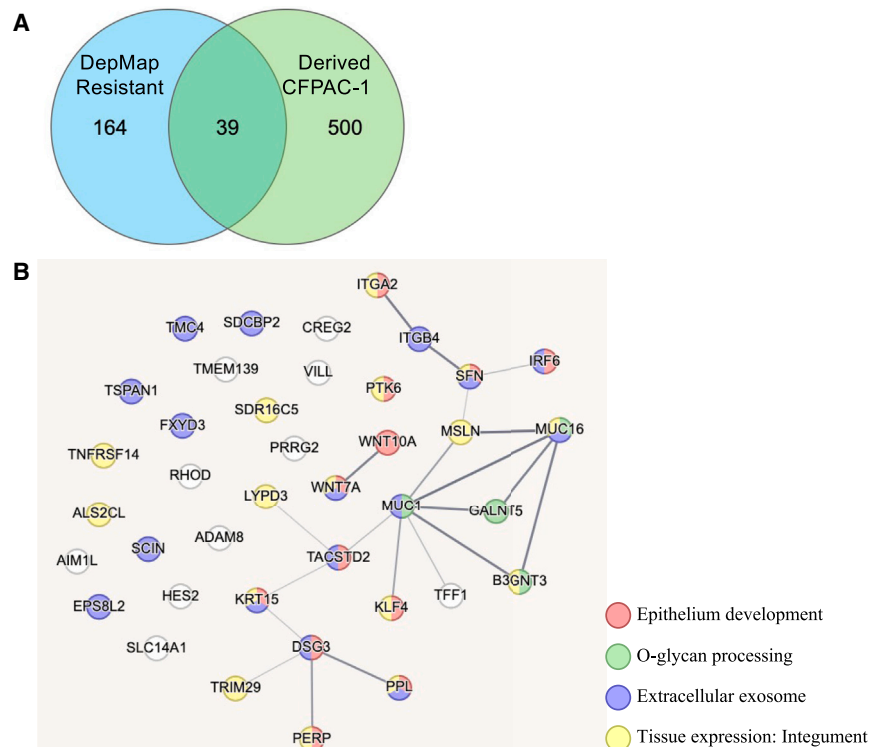 A
DepMap
Resistant
Derived
CFPAC-1
164
39
500
B
ITGA2
TMC4
SDCBP2
CREG2
ITGB4
TMEM139
VILL
IRF6
TSPAN1
PTK6
SFN
SDR16C5
FXYD3
MSLN
MUC16
TNFRSF14
PRRG2
WNT10A
RHOD
WNT7A
LYPD3
MUC1
GALNT5
ALS2CL
ADAM8
SCIN
AIM1L
TACSTD2
B3GNT3
EPS8L2
HES2
KRT15
KLF4
TFF1
SLC14A1
DSG3
TRIM29
PPL
PERP
Epithelium development
O-glycan processing
Extracellular exosome
Tissue expression: Integument